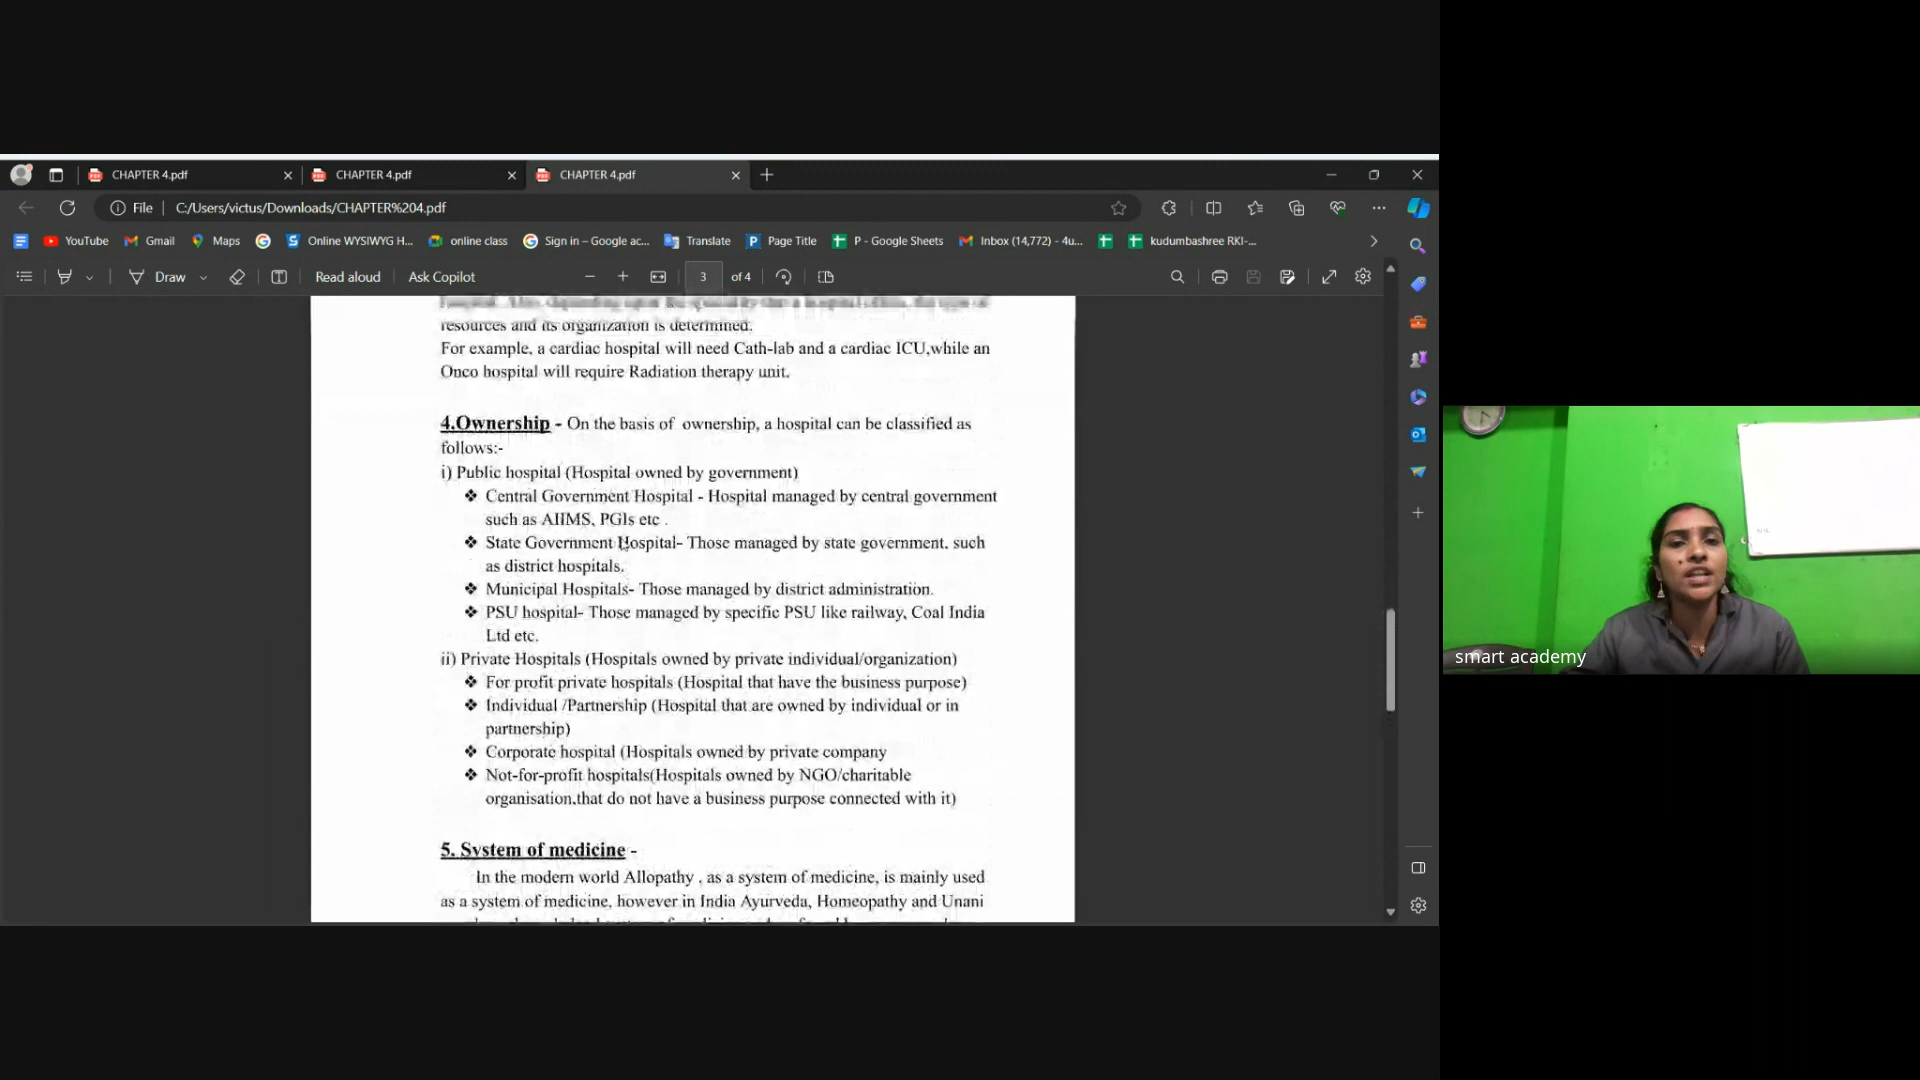 CHAPTER 4.pdf
CHAPTER 4.pdf
CHAPTER 4.pdf
File
C:/Users/victus/Downloads/CHAPTER%204.pdf
YouTube
Gmail
Maps
Online WYSIWYG H...
online class
Sign in – Google ac...
Translate
Page Title
P - Google Sheets
Inbox (14,772) - 4u...
kudumbashree RKI-...
Draw
Read aloud
Ask Copilot
3
of 4
resources and its organization is determined.
For example, a cardiac hospital will need Cath-lab and a cardiac ICU,while an
Onco hospital will require Radiation therapy unit.
4.Ownership - On the basis of ownership, a hospital can be classified as
follows:-
i) Public hospital (Hospital owned by government)
❖ Central Government Hospital - Hospital managed by central government
such as AIIMS, PGIs etc .
❖ State Government Hospital- Those managed by state government, such
as district hospitals.
❖ Municipal Hospitals- Those managed by district administration.
❖ PSU hospital- Those managed by specific PSU like railway, Coal India
Ltd etc.
ii) Private Hospitals (Hospitals owned by private individual/organization)
❖ For profit private hospitals (Hospital that have the business purpose)
❖ Individual /Partnership (Hospital that are owned by individual or in
partnership)
❖ Corporate hospital (Hospitals owned by private company
❖ Not-for-profit hospitals(Hospitals owned by NGO/charitable
organisation,that do not have a business purpose connected with it)
5. System of medicine -
In the modern world Allopathy , as a system of medicine, is mainly used
as a system of medicine, however in India Ayurveda, Homeopathy and Unani
smart academy